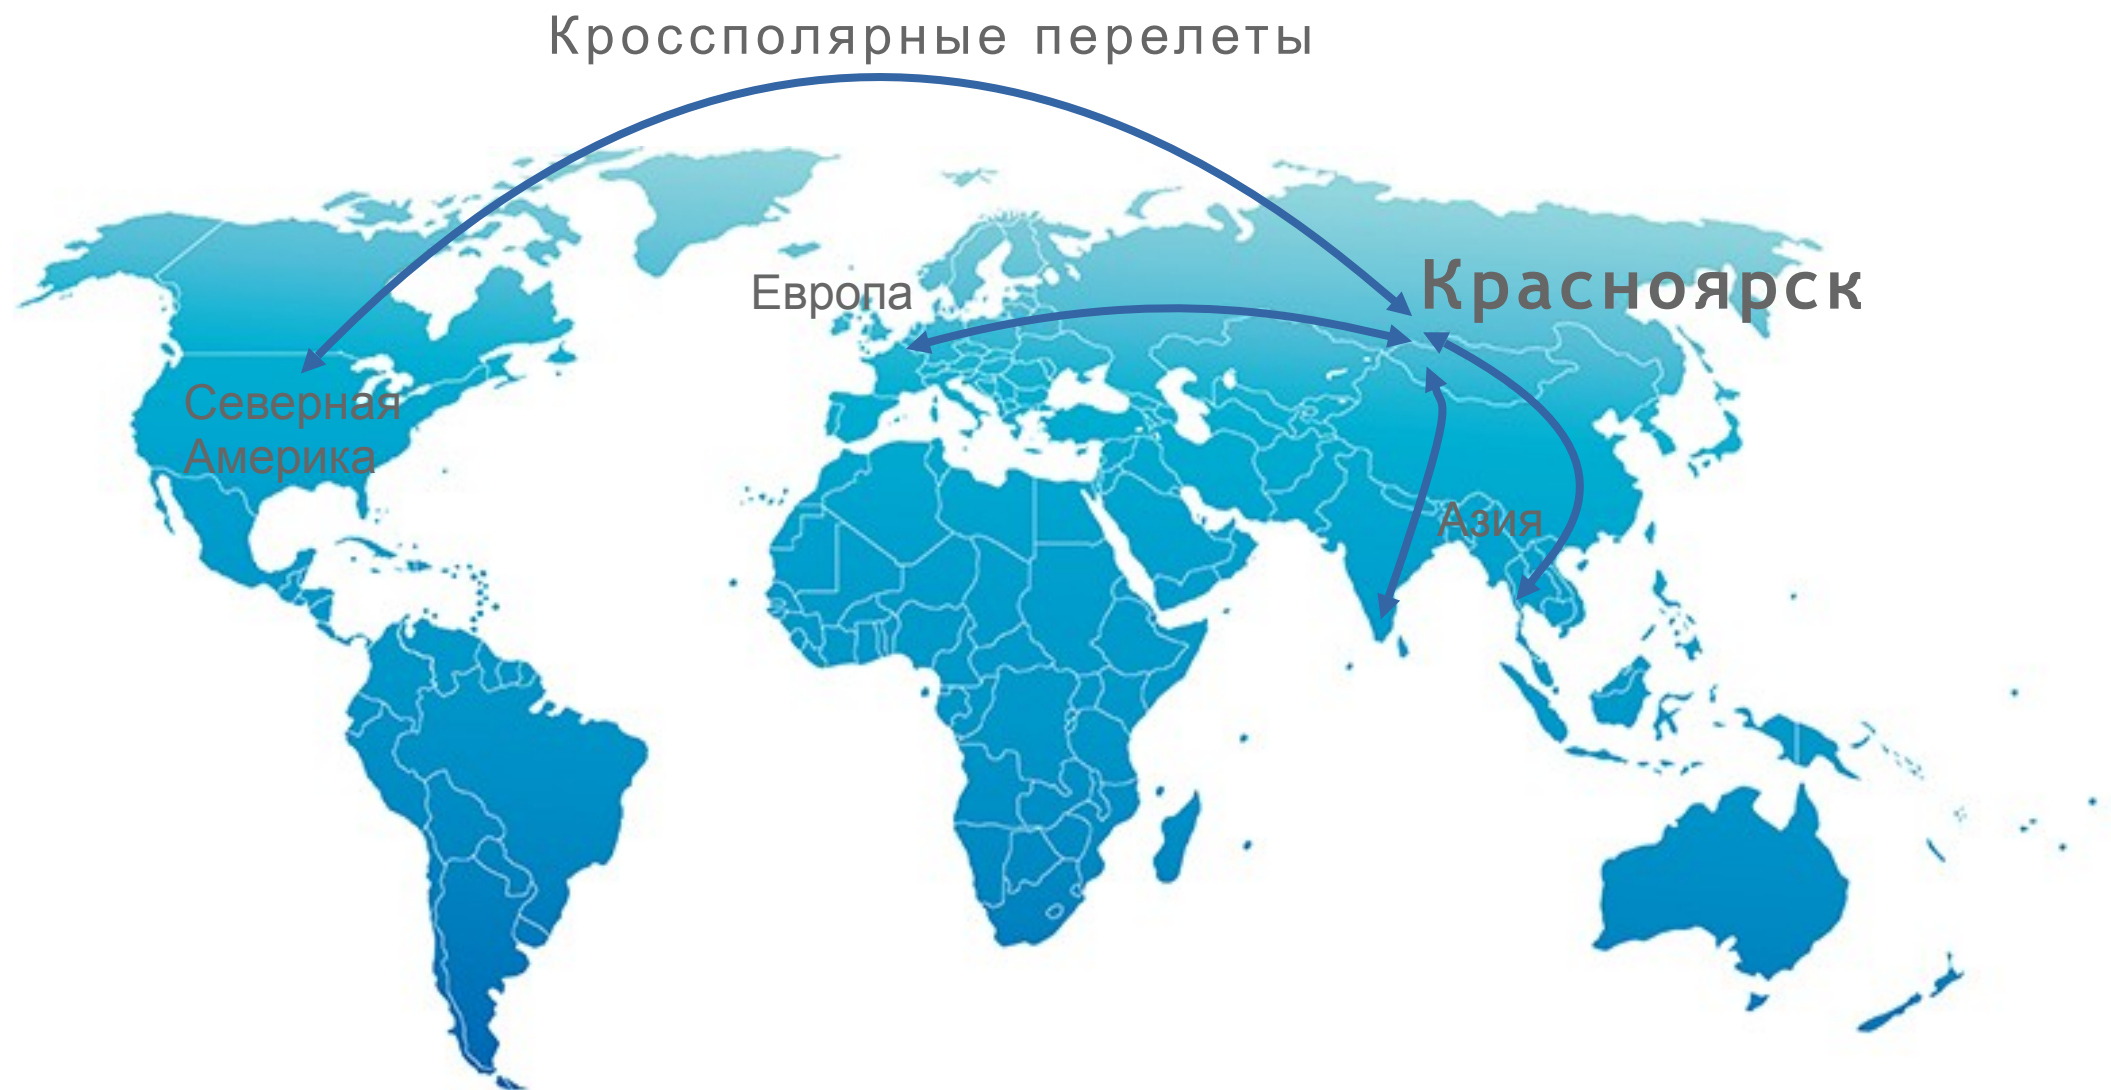 Кроссполярные перелеты
Красноярск
Европа
Северная
Америка
Азия